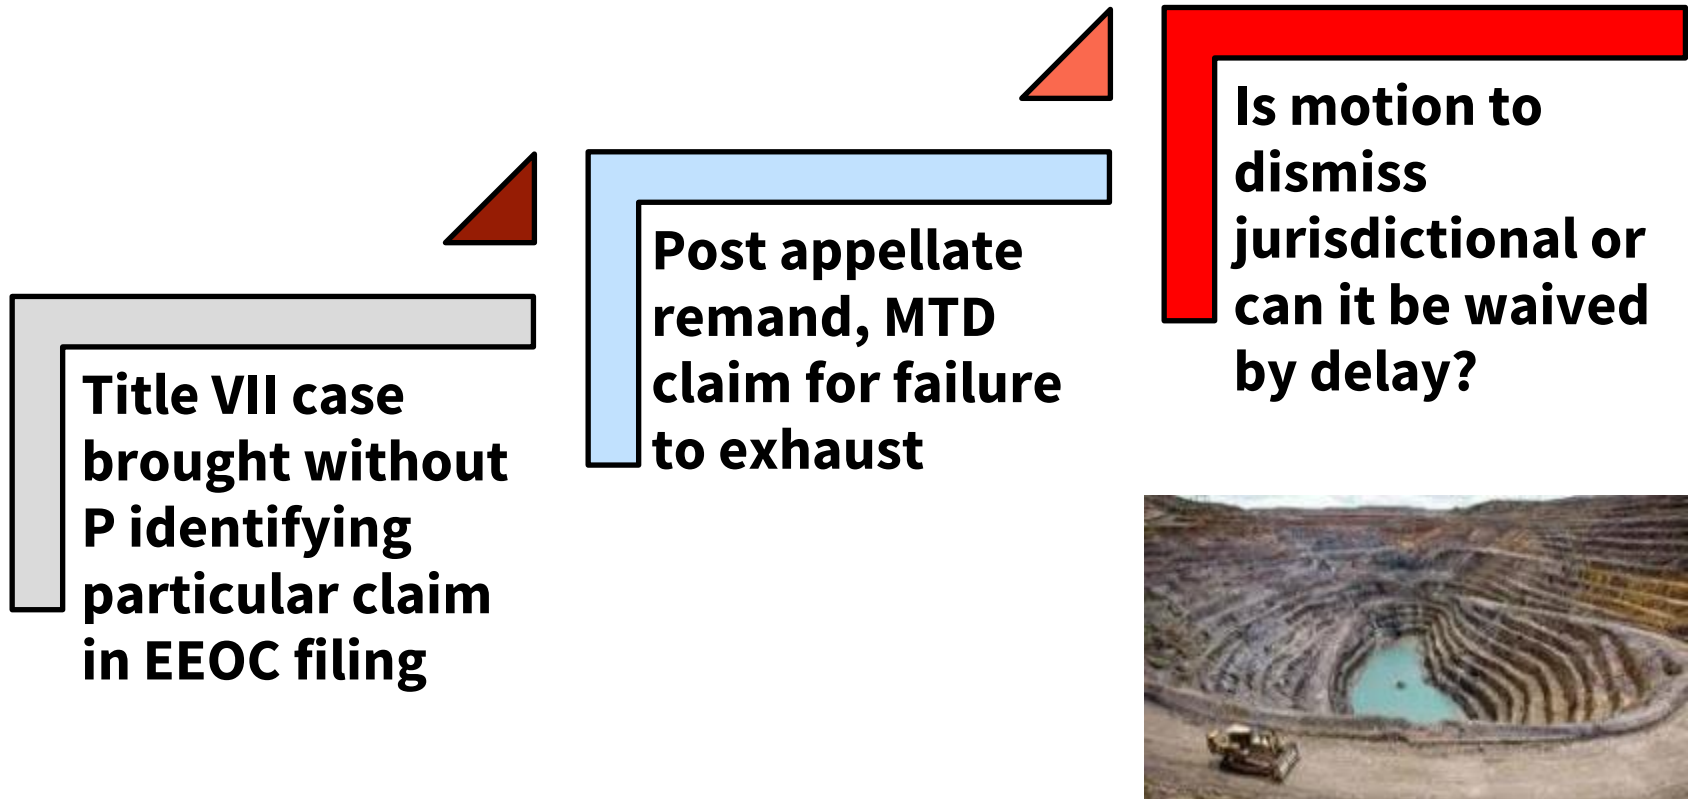 Title VII case
brought without
P identifying
particular claim
in EEOC filing
Post appellate
remand, MTD
claim for failure
to exhaust
Is motion to
dismiss
jurisdictional or
can it be waived
by delay?